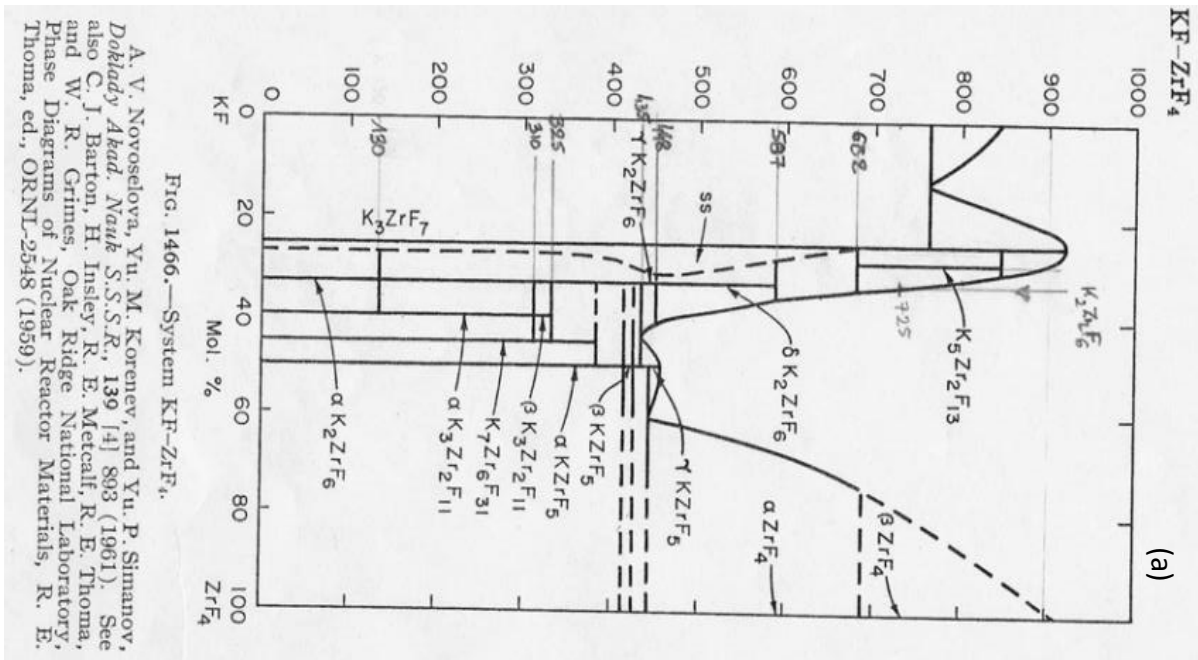 KF-ZrF₄
(a)
1000
900
800
700
600
500
400
300
200
100
0
K₂ZrF₆
725
662
587
448
435
325
310
K₅Zr₂F₁₃
β ZrF₄
α ZrF₄
δ K₂ZrF₆
ss
γ K₂ZrF₆
γ KZrF₅
β KZrF₅
α KZrF₅
K₃ZrF₇
β K₃Zr₂F₁₁
K₇Zr₆F₃₁
α K₃Zr₂F₁₁
α K₂ZrF₆
0 20 40 60 80 100
KF Mol. % ZrF₄
FIG. 1466.—System KF–ZrF₄.
A. V. Novoselova, Yu. M. Korenev, and Yu. P. Simanov,
Doklady Akad. Nauk S.S.S.R., 139 [4] 893 (1961). See
also C. J. Barton, H. Insley, R. E. Metcalf, R. E. Thoma,
and W. R. Grimes, Oak Ridge National Laboratory,
Phase Diagrams of Nuclear Reactor Materials, R. E.
Thoma, ed., ORNL-2548 (1959).